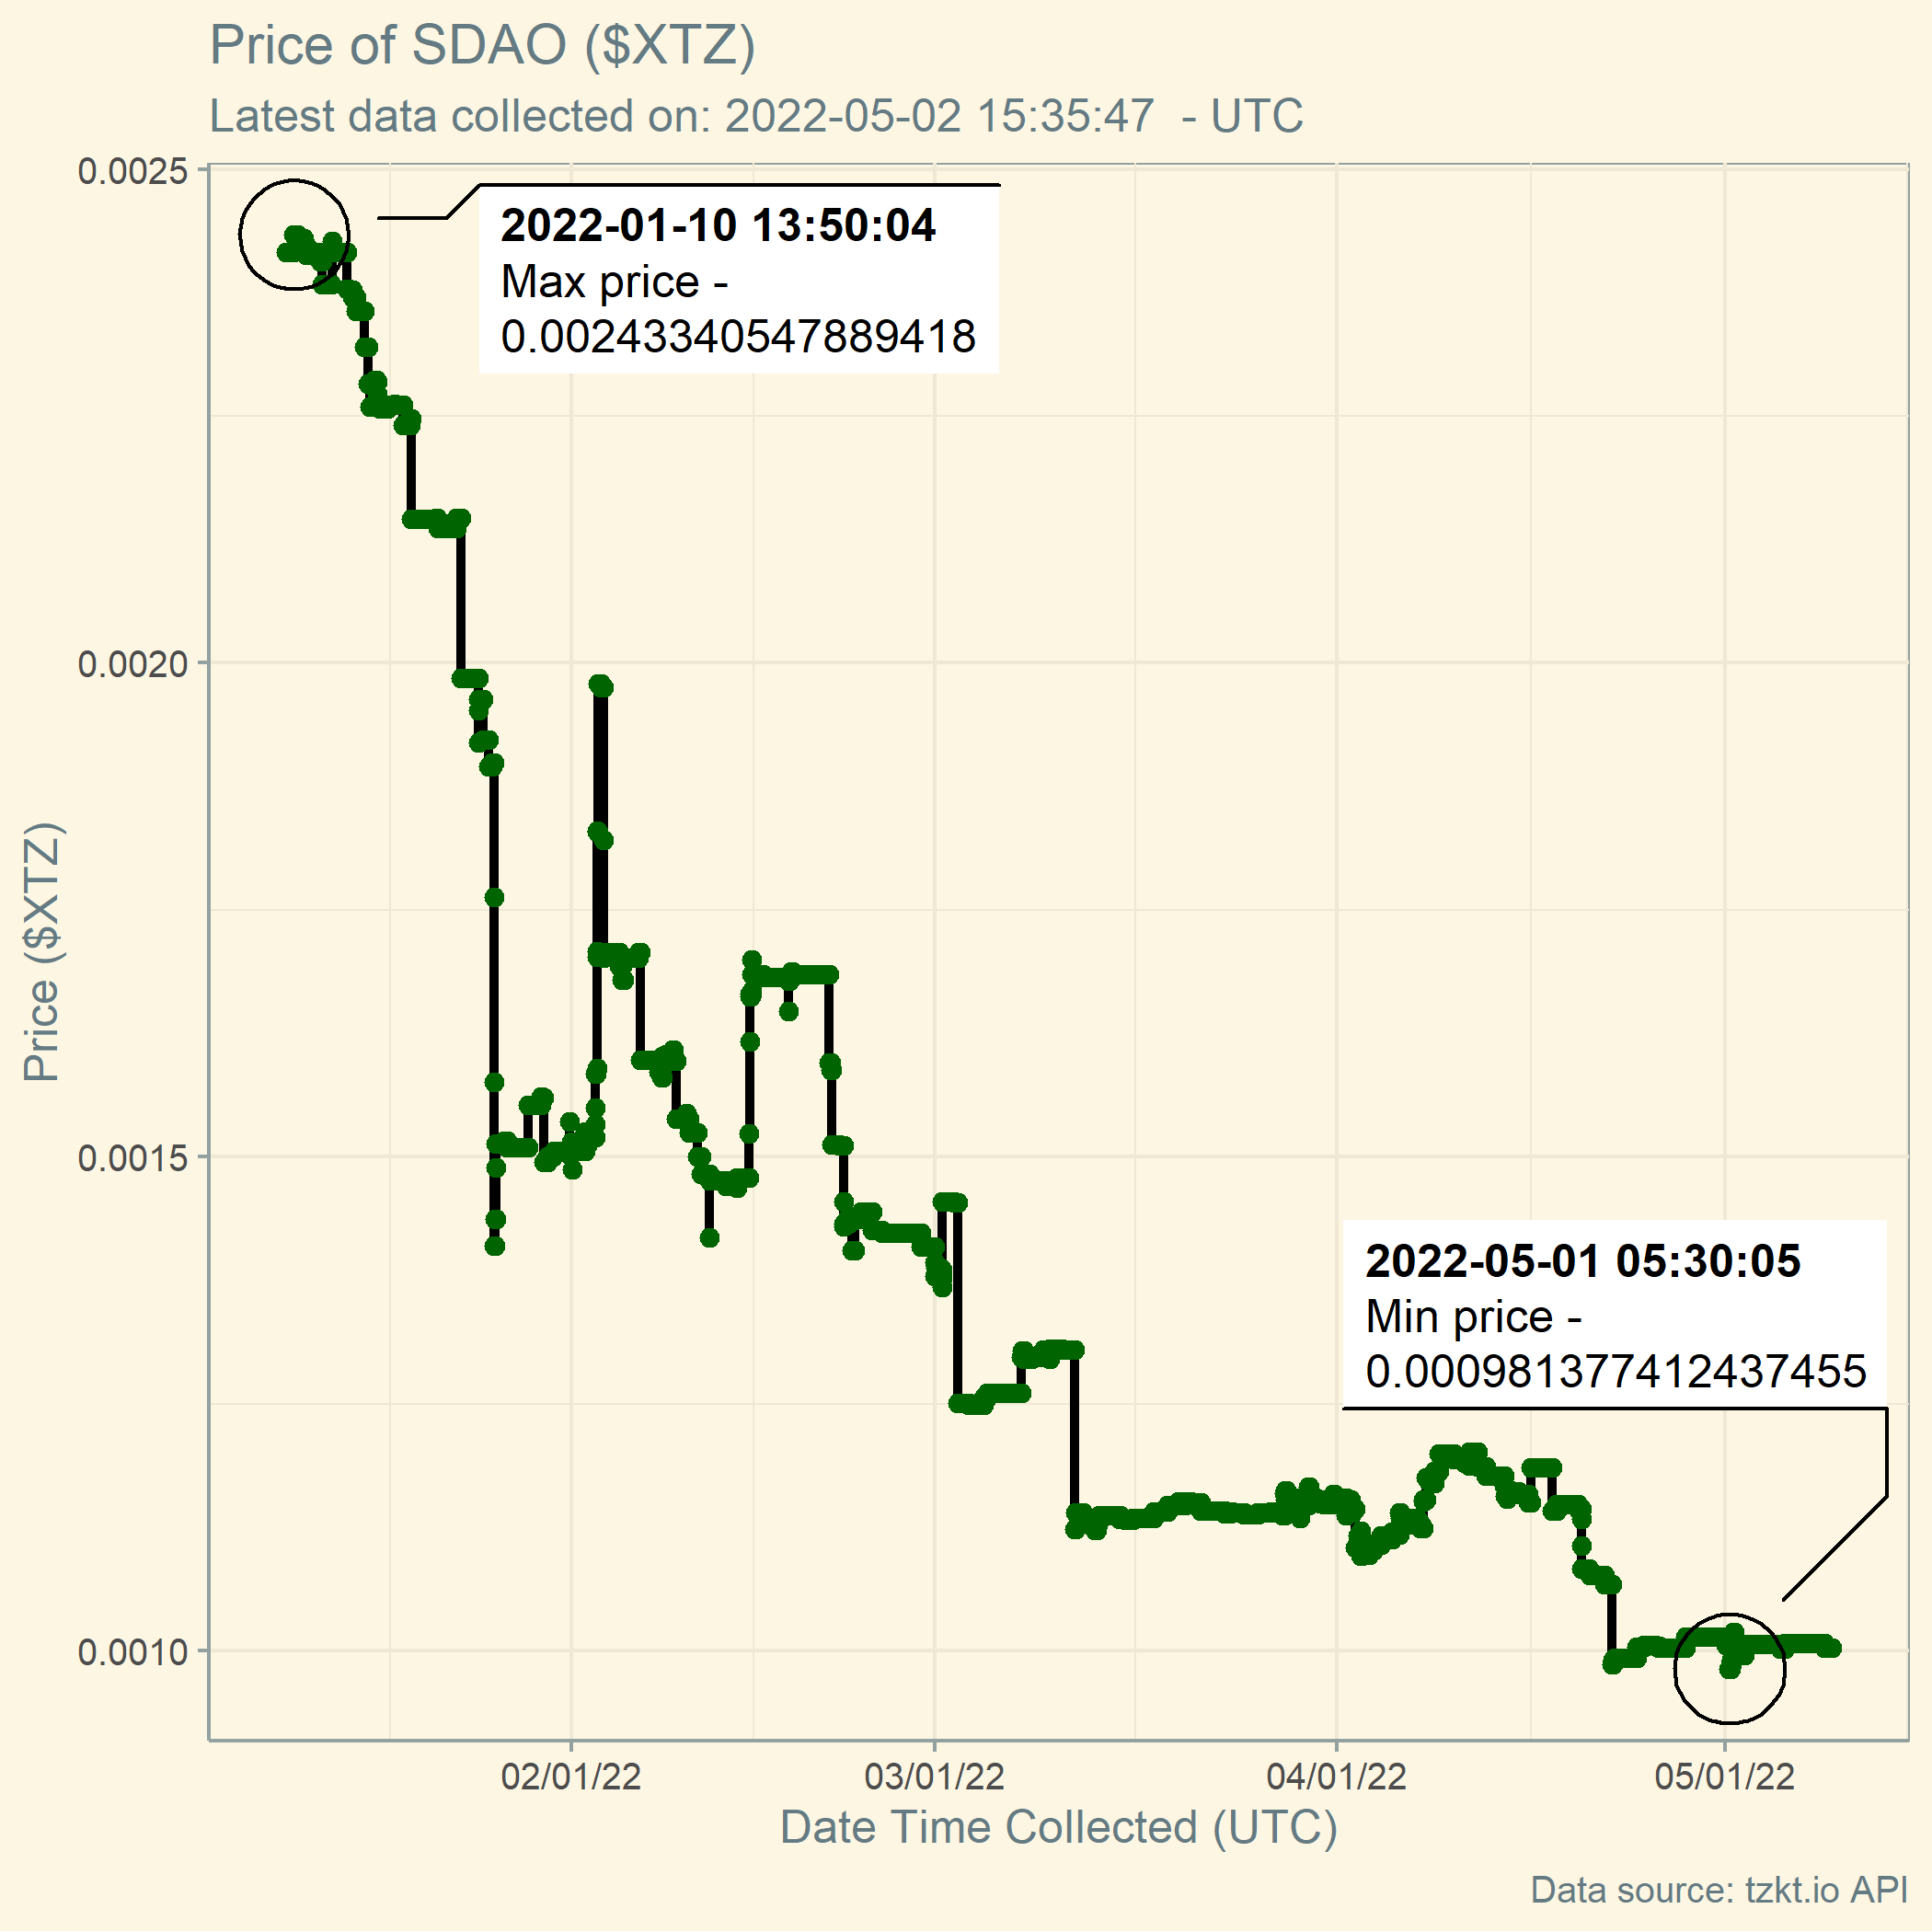 Price of SDAO ($XTZ)
Latest data collected on: 2022-05-02 15:35:47  - UTC
0.0025
2022-01-10 13:50:04
Max price -
0.00243340547889418
0.0020
Price ($XTZ)
0.0015
2022-05-01 05:30:05
Min price -
0.000981377412437455
0.0010
02/01/22
03/01/22
04/01/22
05/01/22
Date Time Collected (UTC)
Data source: tzkt.io API